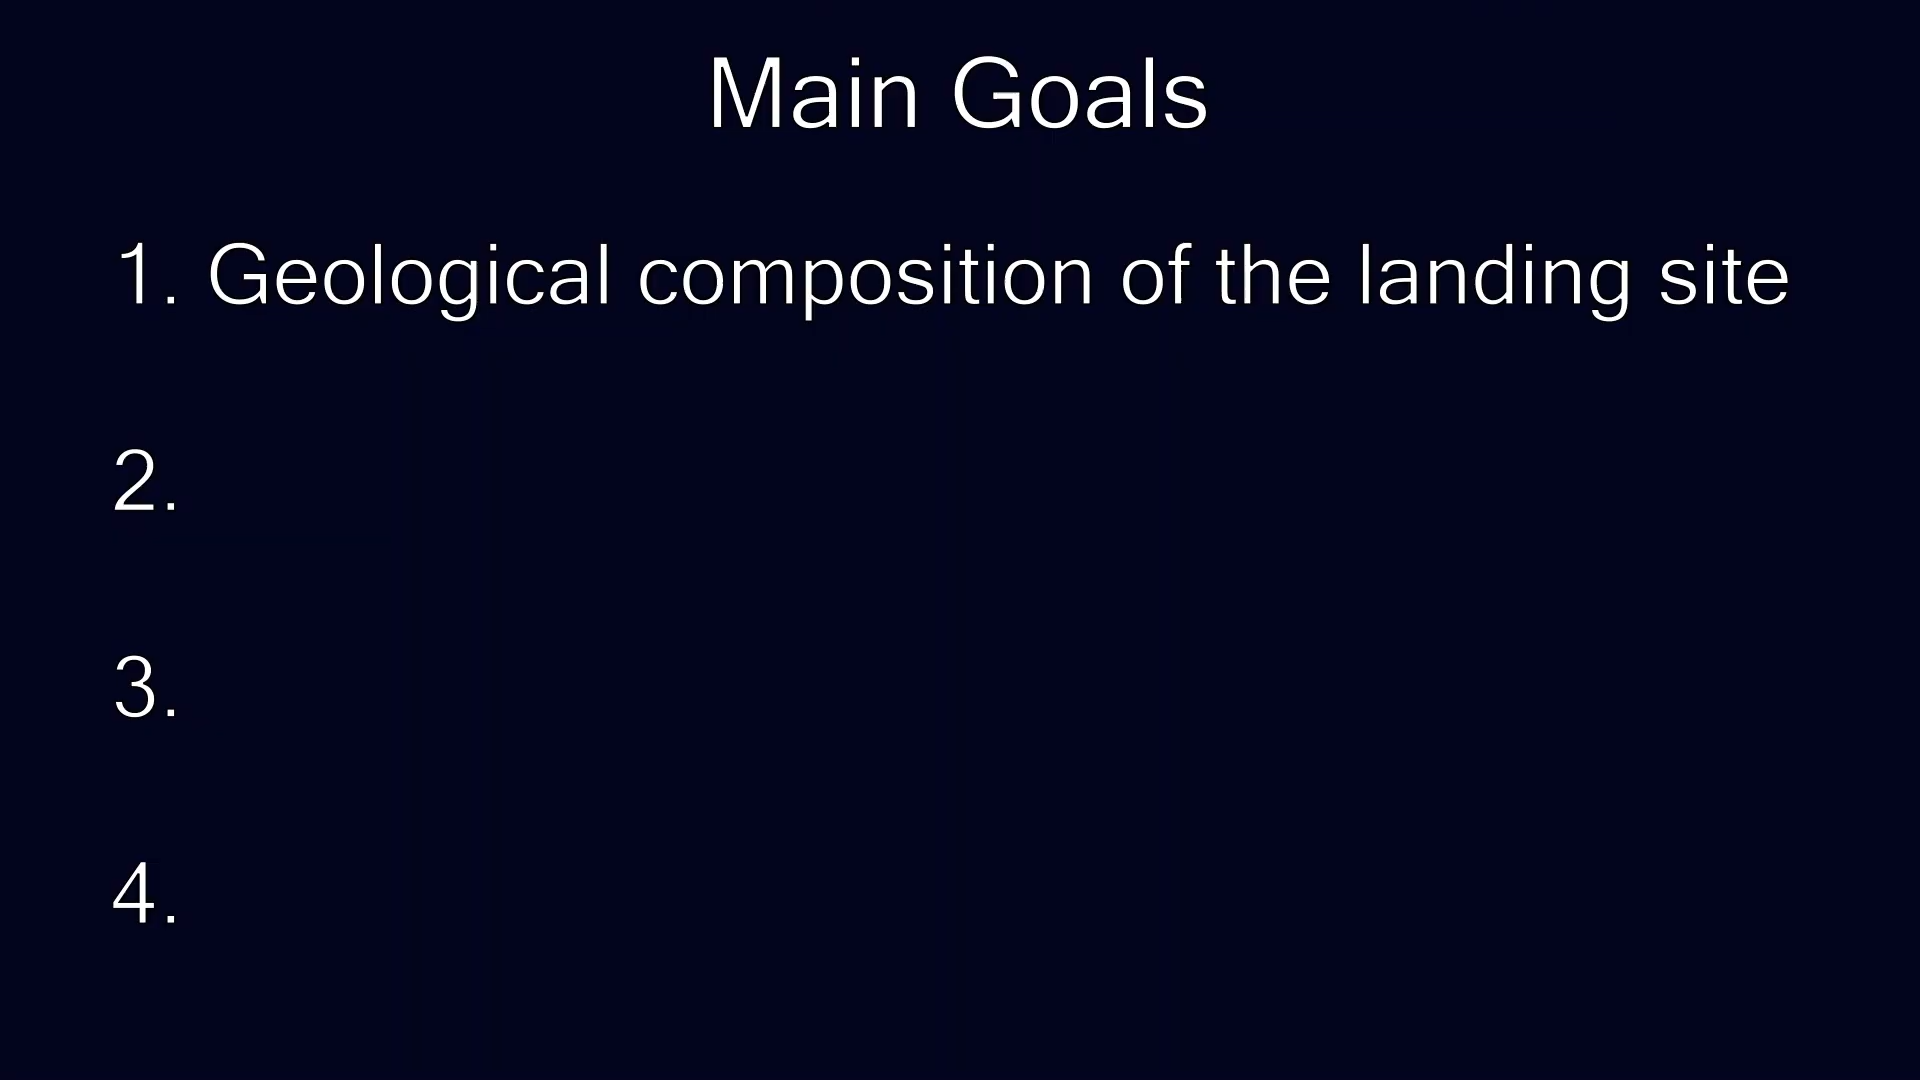 Main Goals
1. Geological composition of the landing site
2.
3.
4.